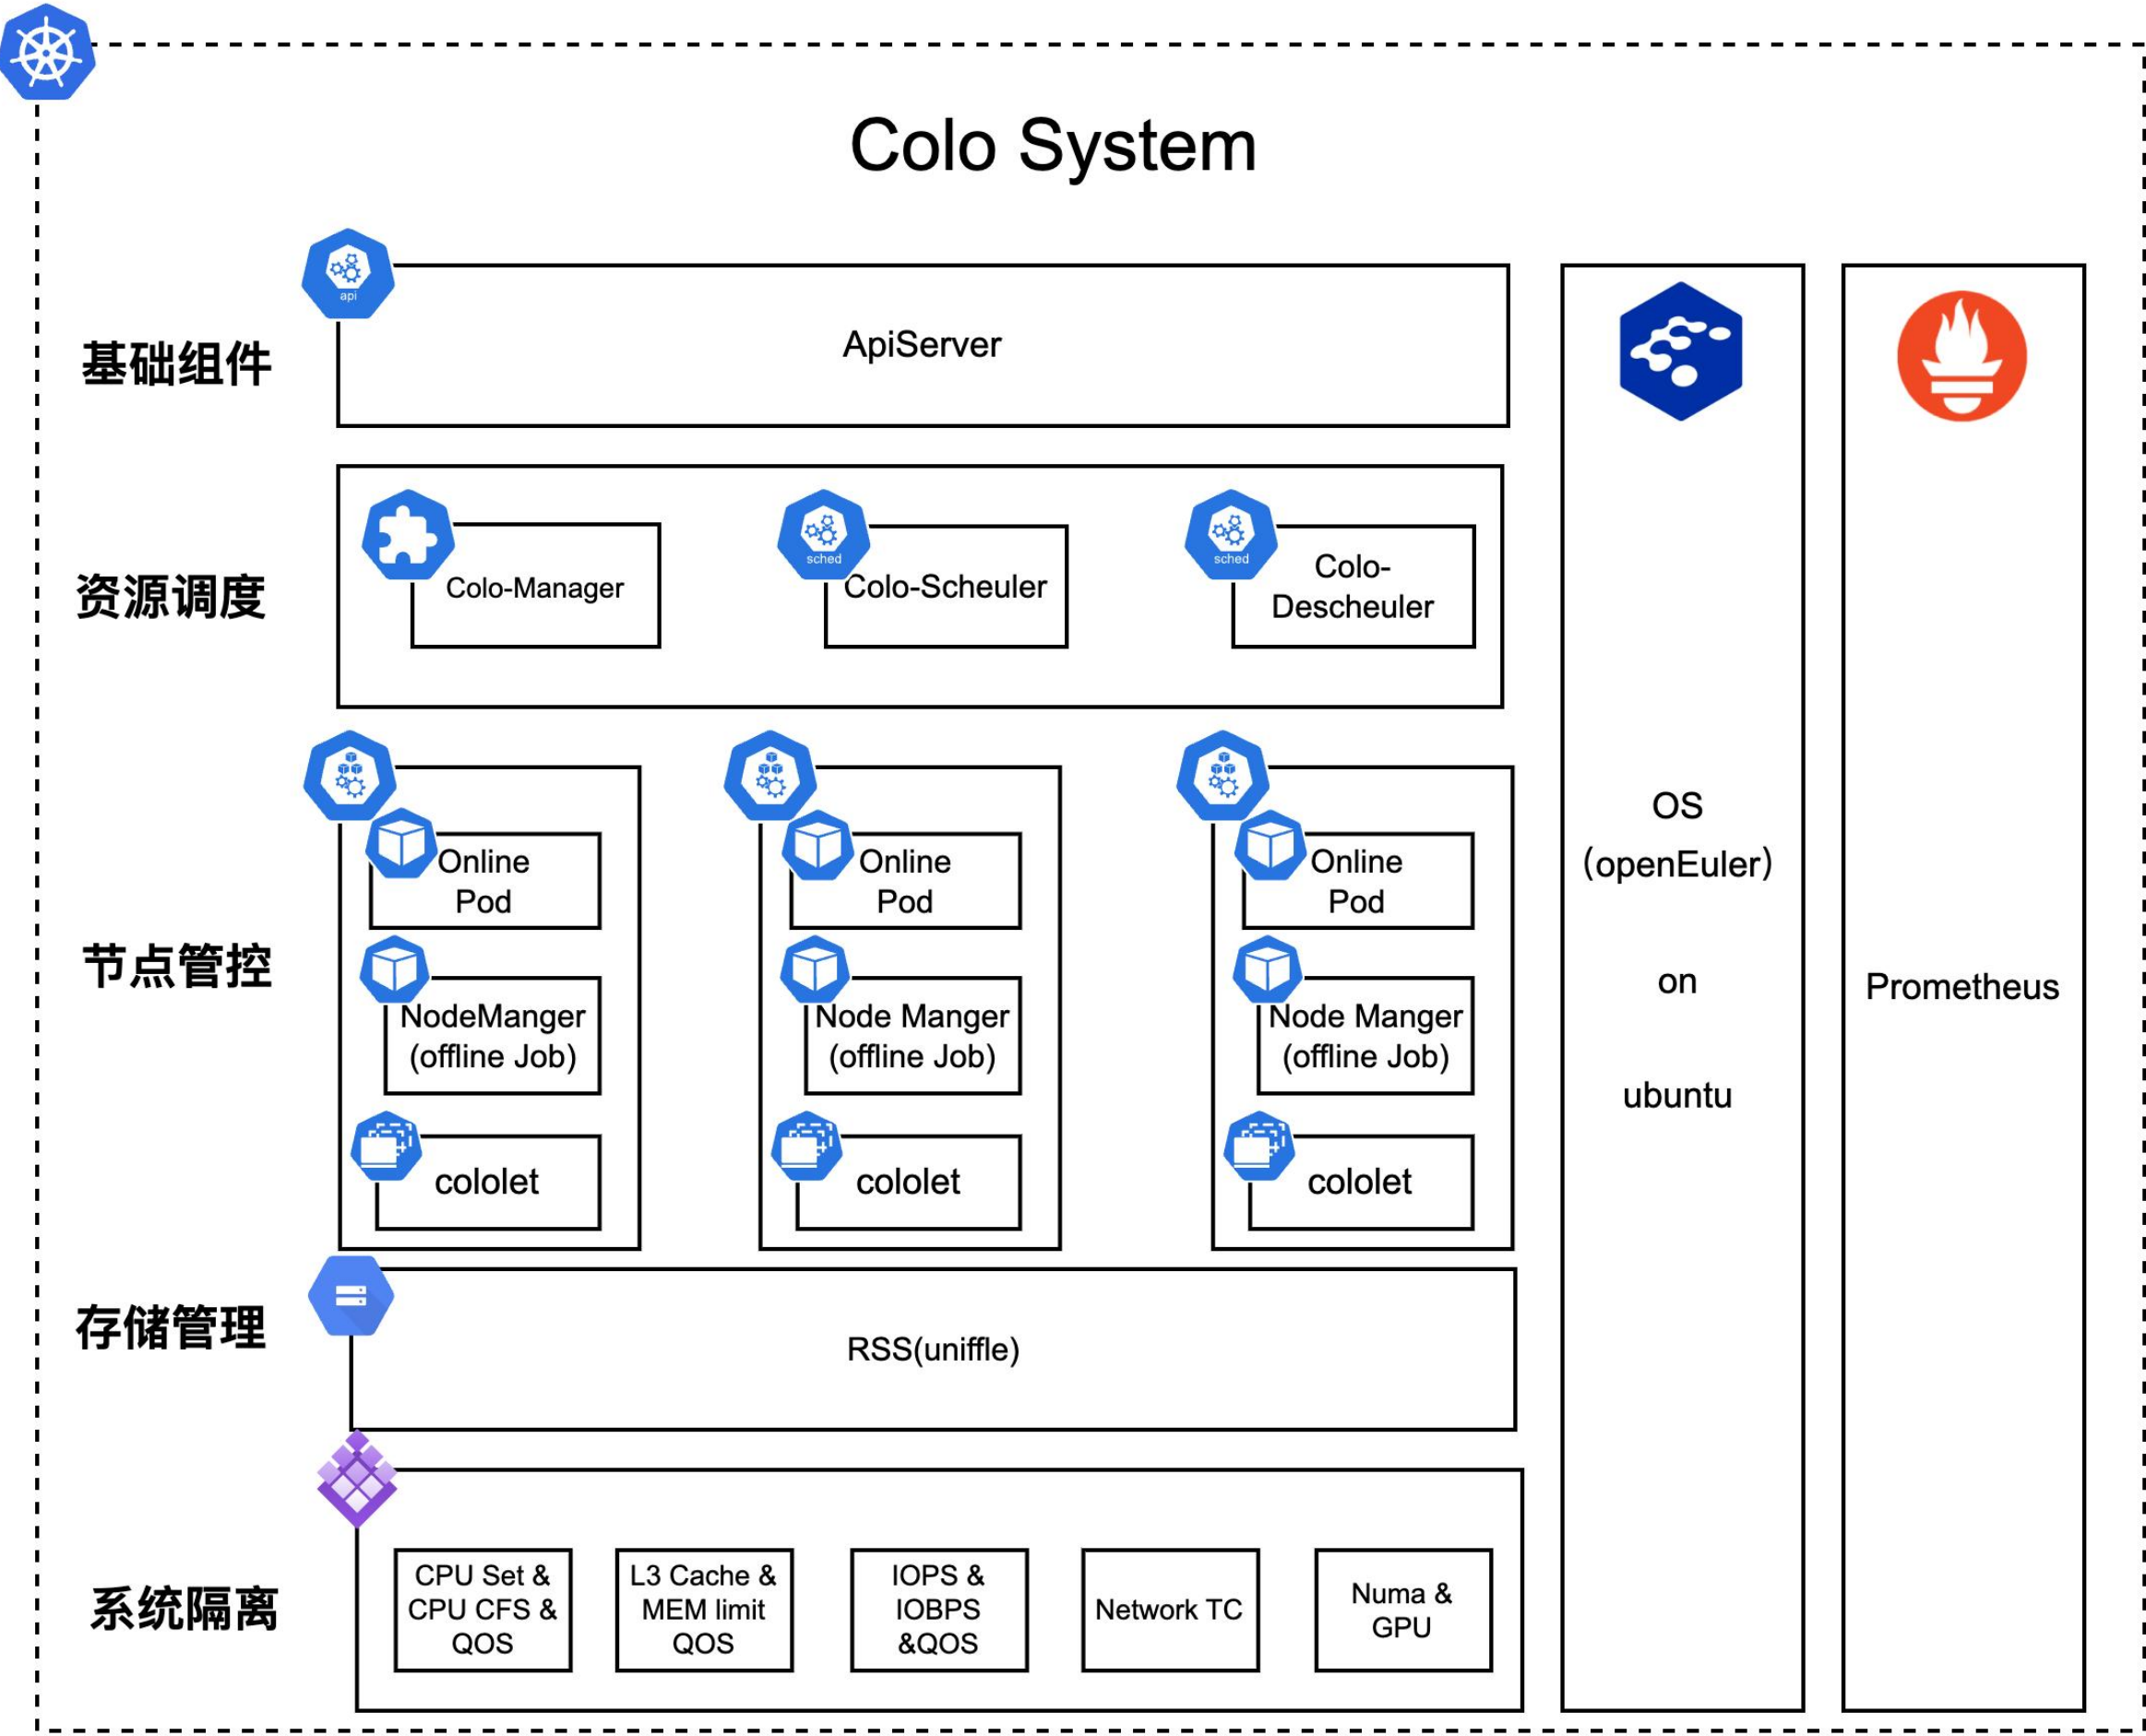 Colo System
基础组件
api
ApiServer
资源调度
Colo-Manager
sched
Colo-Scheuler
sched
Colo-
Descheuler
节点管控
Online
Pod
NodeManger
(offline Job)
cololet
Online
Pod
Node Manger
(offline Job)
cololet
Online
Pod
Node Manger
(offline Job)
cololet
存储管理
RSS(uniffle)
系统隔离
CPU Set &
CPU CFS &
QOS
L3 Cache &
MEM limit
QOS
IOPS &
IOBPS
&QOS
Network TC
Numa &
GPU
OS
(openEuler)
on
ubuntu
Prometheus